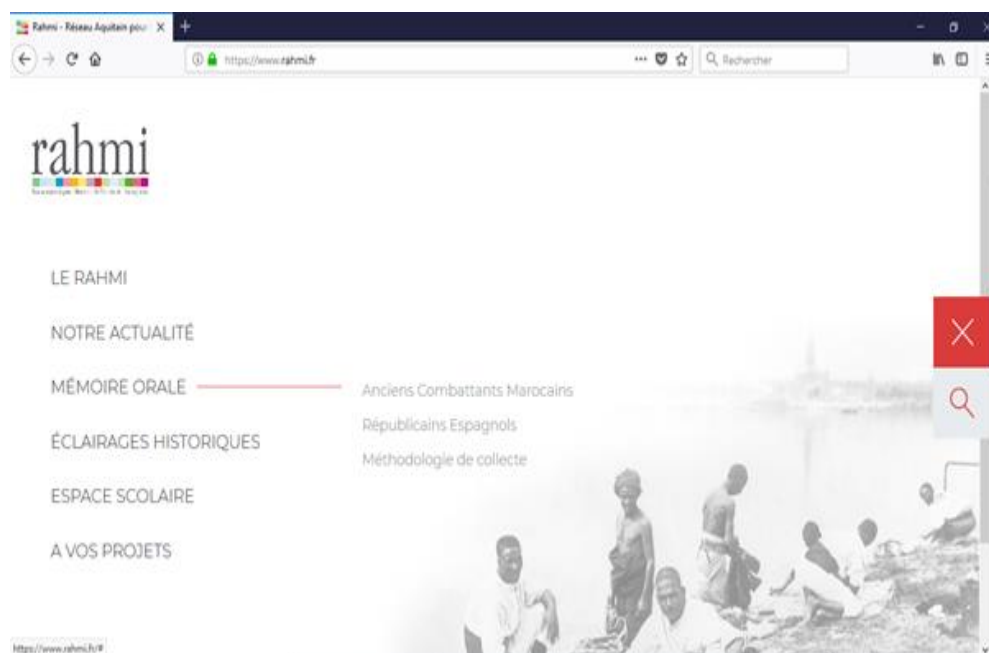 Rahmi - Réseau Aquitain pou
https://www.rahmi.fr
Rechercher
rahmi
LE RAHMI
NOTRE ACTUALITÉ
MÉMOIRE ORALE
Anciens Combattants Marocains
Républicains Espagnols
Méthodologie de collecte
ÉCLAIRAGES HISTORIQUES
ESPACE SCOLAIRE
A VOS PROJETS
https://www.rahmi.fr/#